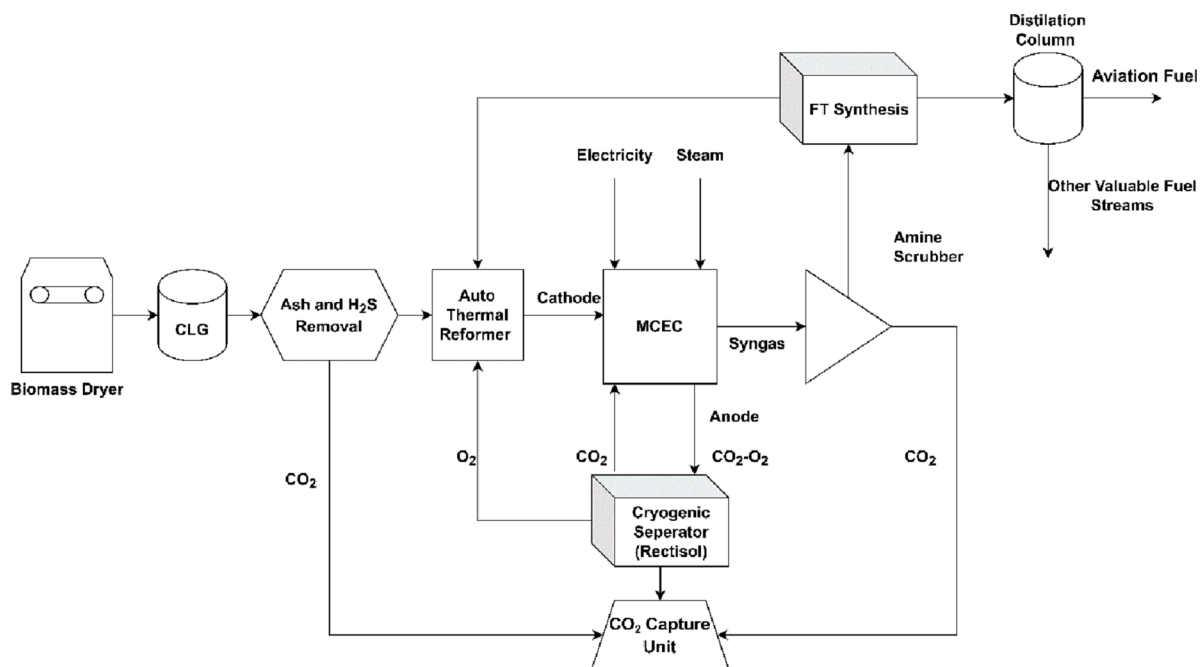 Distilation
Column
Aviation Fuel
FT Synthesis
Electricity
Steam
Other Valuable Fuel
Streams
Amine
Scrubber
Ash and H₂S
Removal
Auto
Thermal
Reformer
Cathode
MCEC
CLG
Syngas
Biomass Dryer
Anode
O₂
CO₂
CO₂-O₂
CO₂
CO₂
Cryogenic
Seperator
(Rectisol)
CO₂ Capture
Unit